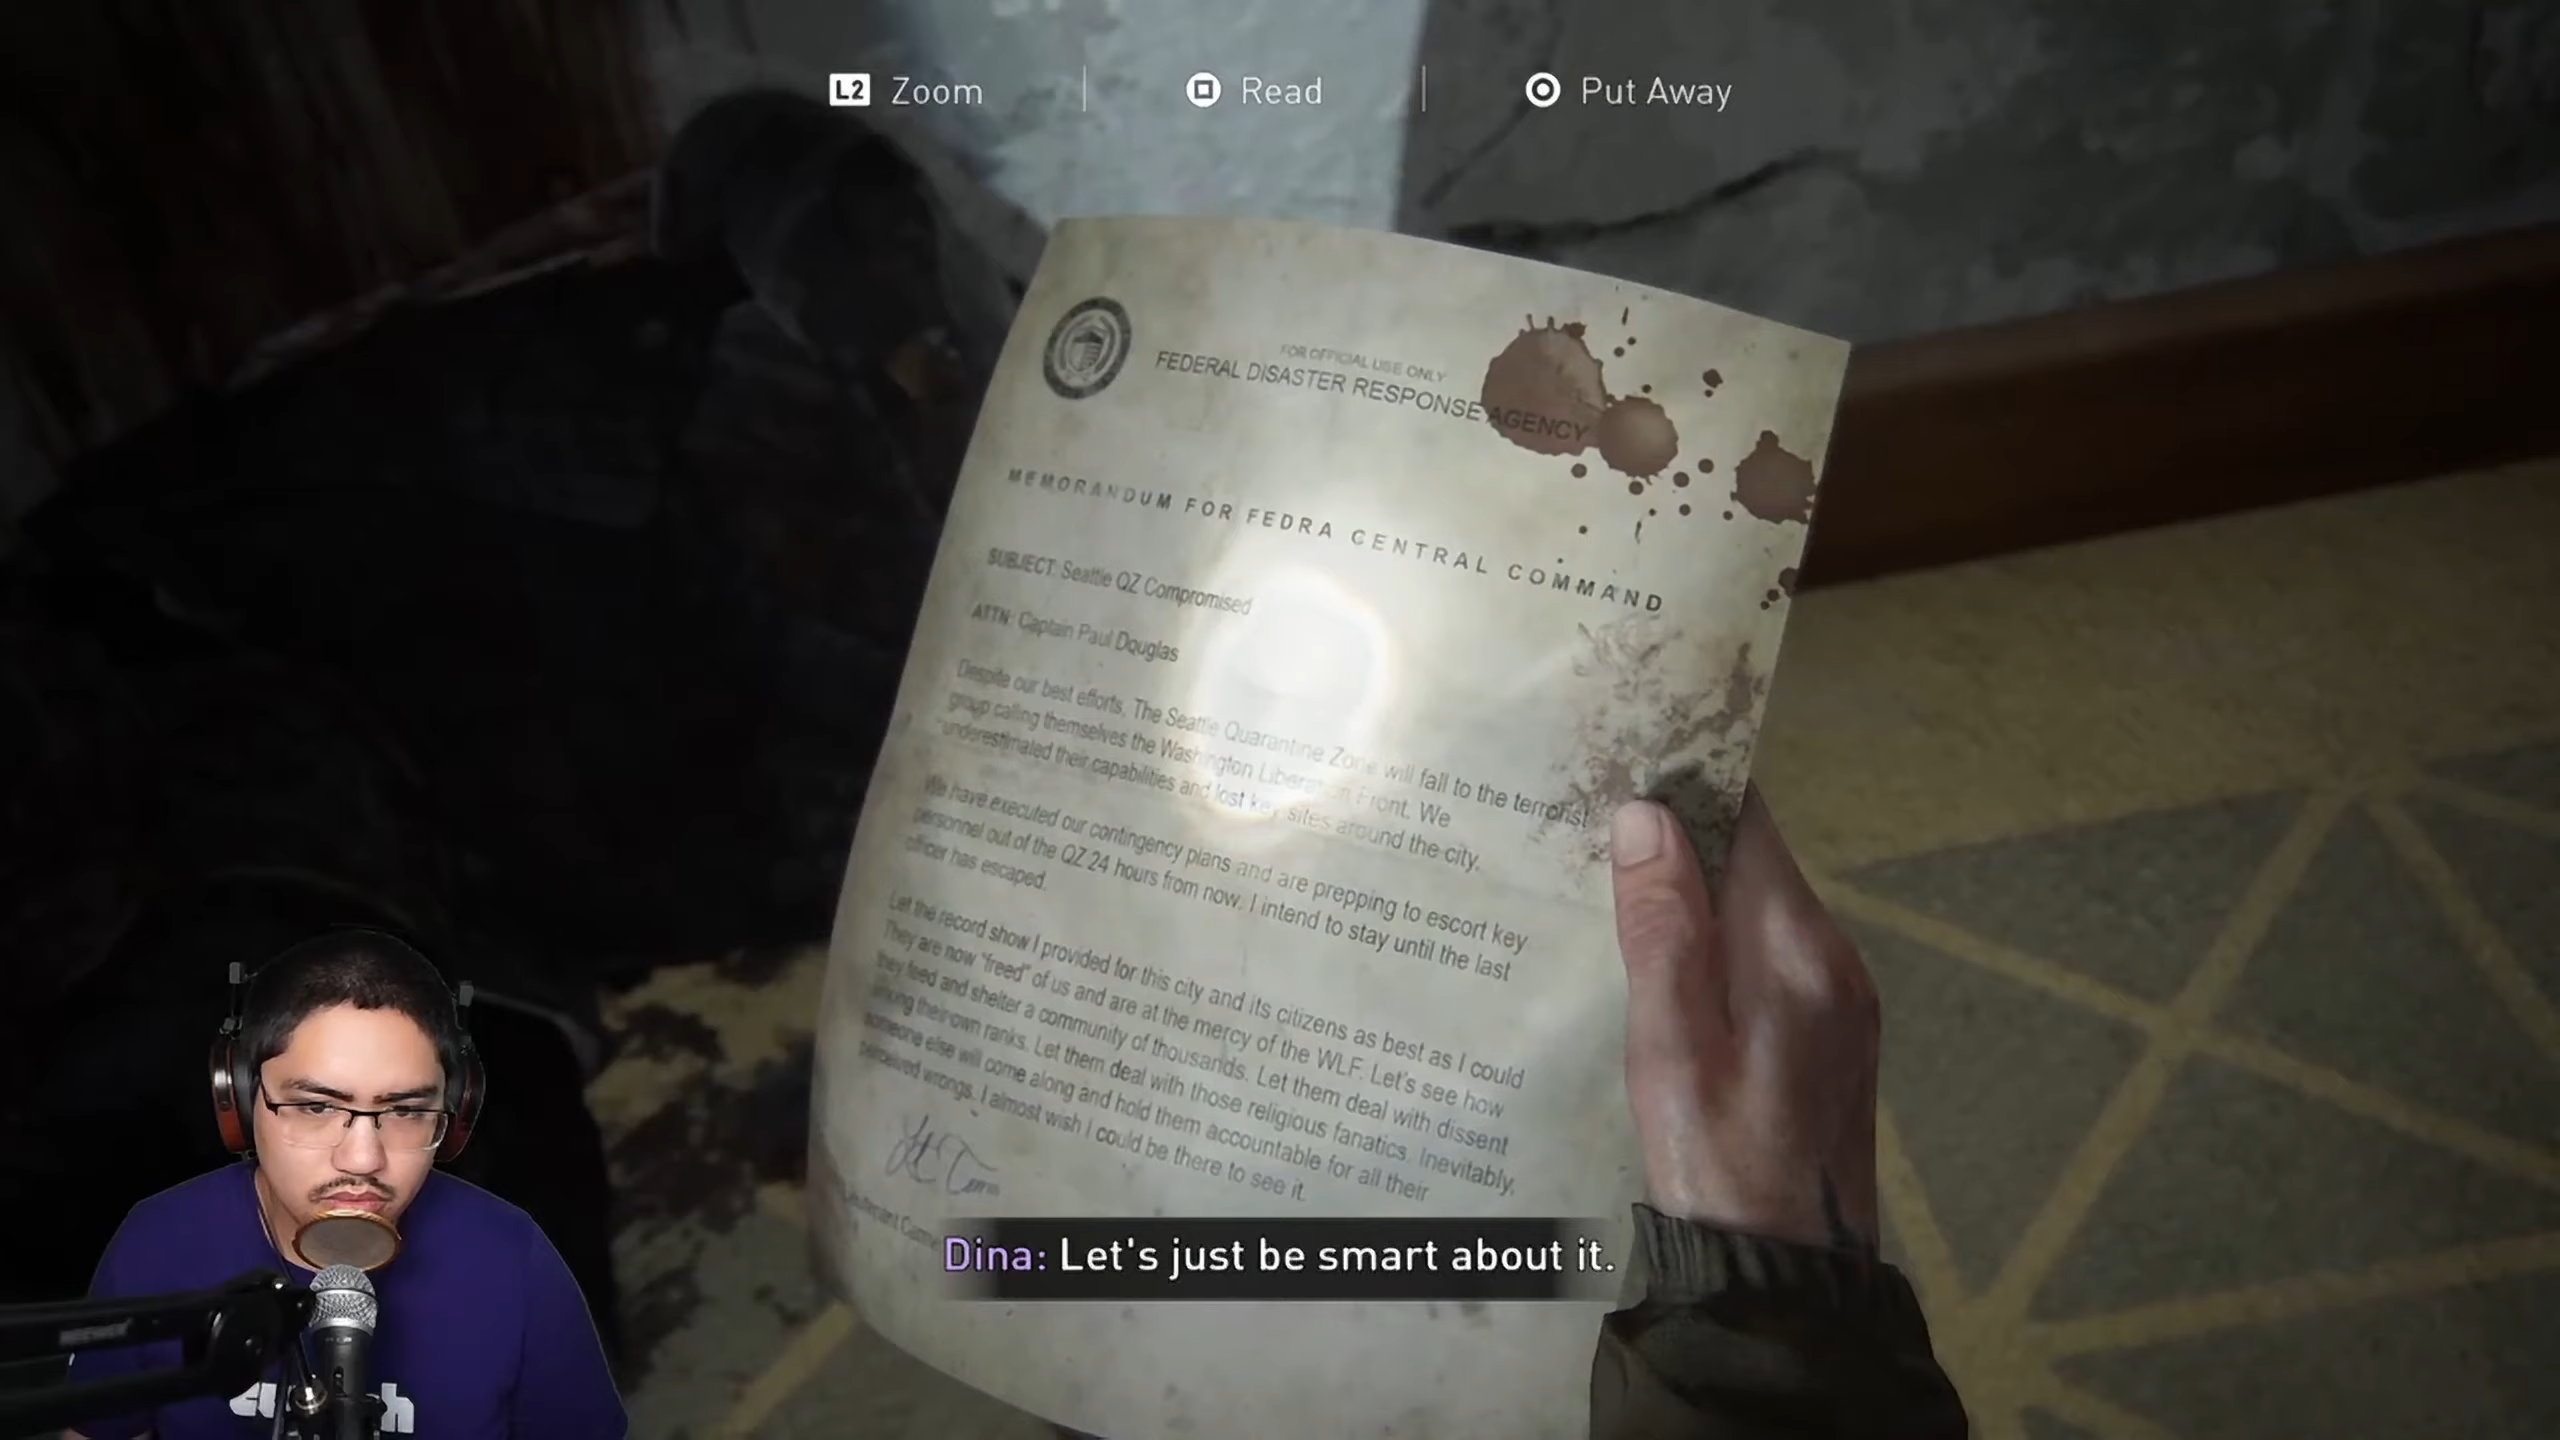 L2 Zoom
Read
Put Away
FOR OFFICIAL USE ONLY
FEDERAL DISASTER RESPONSE AGENCY
MEMORANDUM FOR FEDRA CENTRAL COMMAND
SUBJECT: Seattle QZ Compromised
ATTN: Captain Paul Douglas
Despite our best efforts. The Seattle Quarantine Zone will fall to the terrorist
group calling themselves the Washington Liberation Front. We
underestimated their capabilities and lost key sites around the city.
We have executed our contingency plans and are prepping to escort key
personnel out of the QZ 24 hours from now. I intend to stay until the last
officer has escaped.
Let the record show I provided for this city and its citizens as best as I could
They are now "freed" of us and are at the mercy of the WLF. Let's see how
they feed and shelter a community of thousands. Let them deal with dissent
among their own ranks. Let them deal with those religious fanatics. Inevitably,
someone else will come along and hold them accountable for all their
perceived wrongs. I almost wish I could be there to see it.
Dina: Let's just be smart about it.